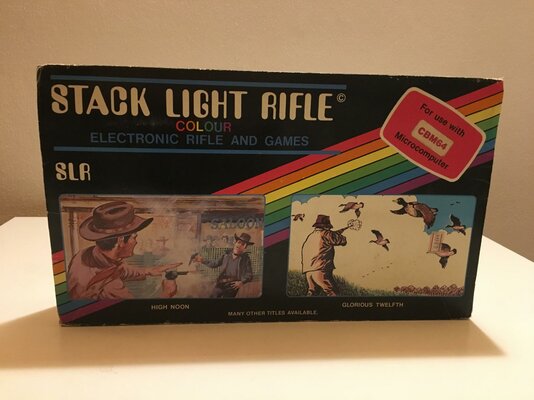 STACK LIGHT RIFLE ©
COLOUR
ELECTRONIC RIFLE AND GAMES
SLR
For use with
CBM64
Microcomputer
SALOON
HIGH NOON
GLORIOUS TWELFTH
MANY OTHER TITLES AVAILABLE.